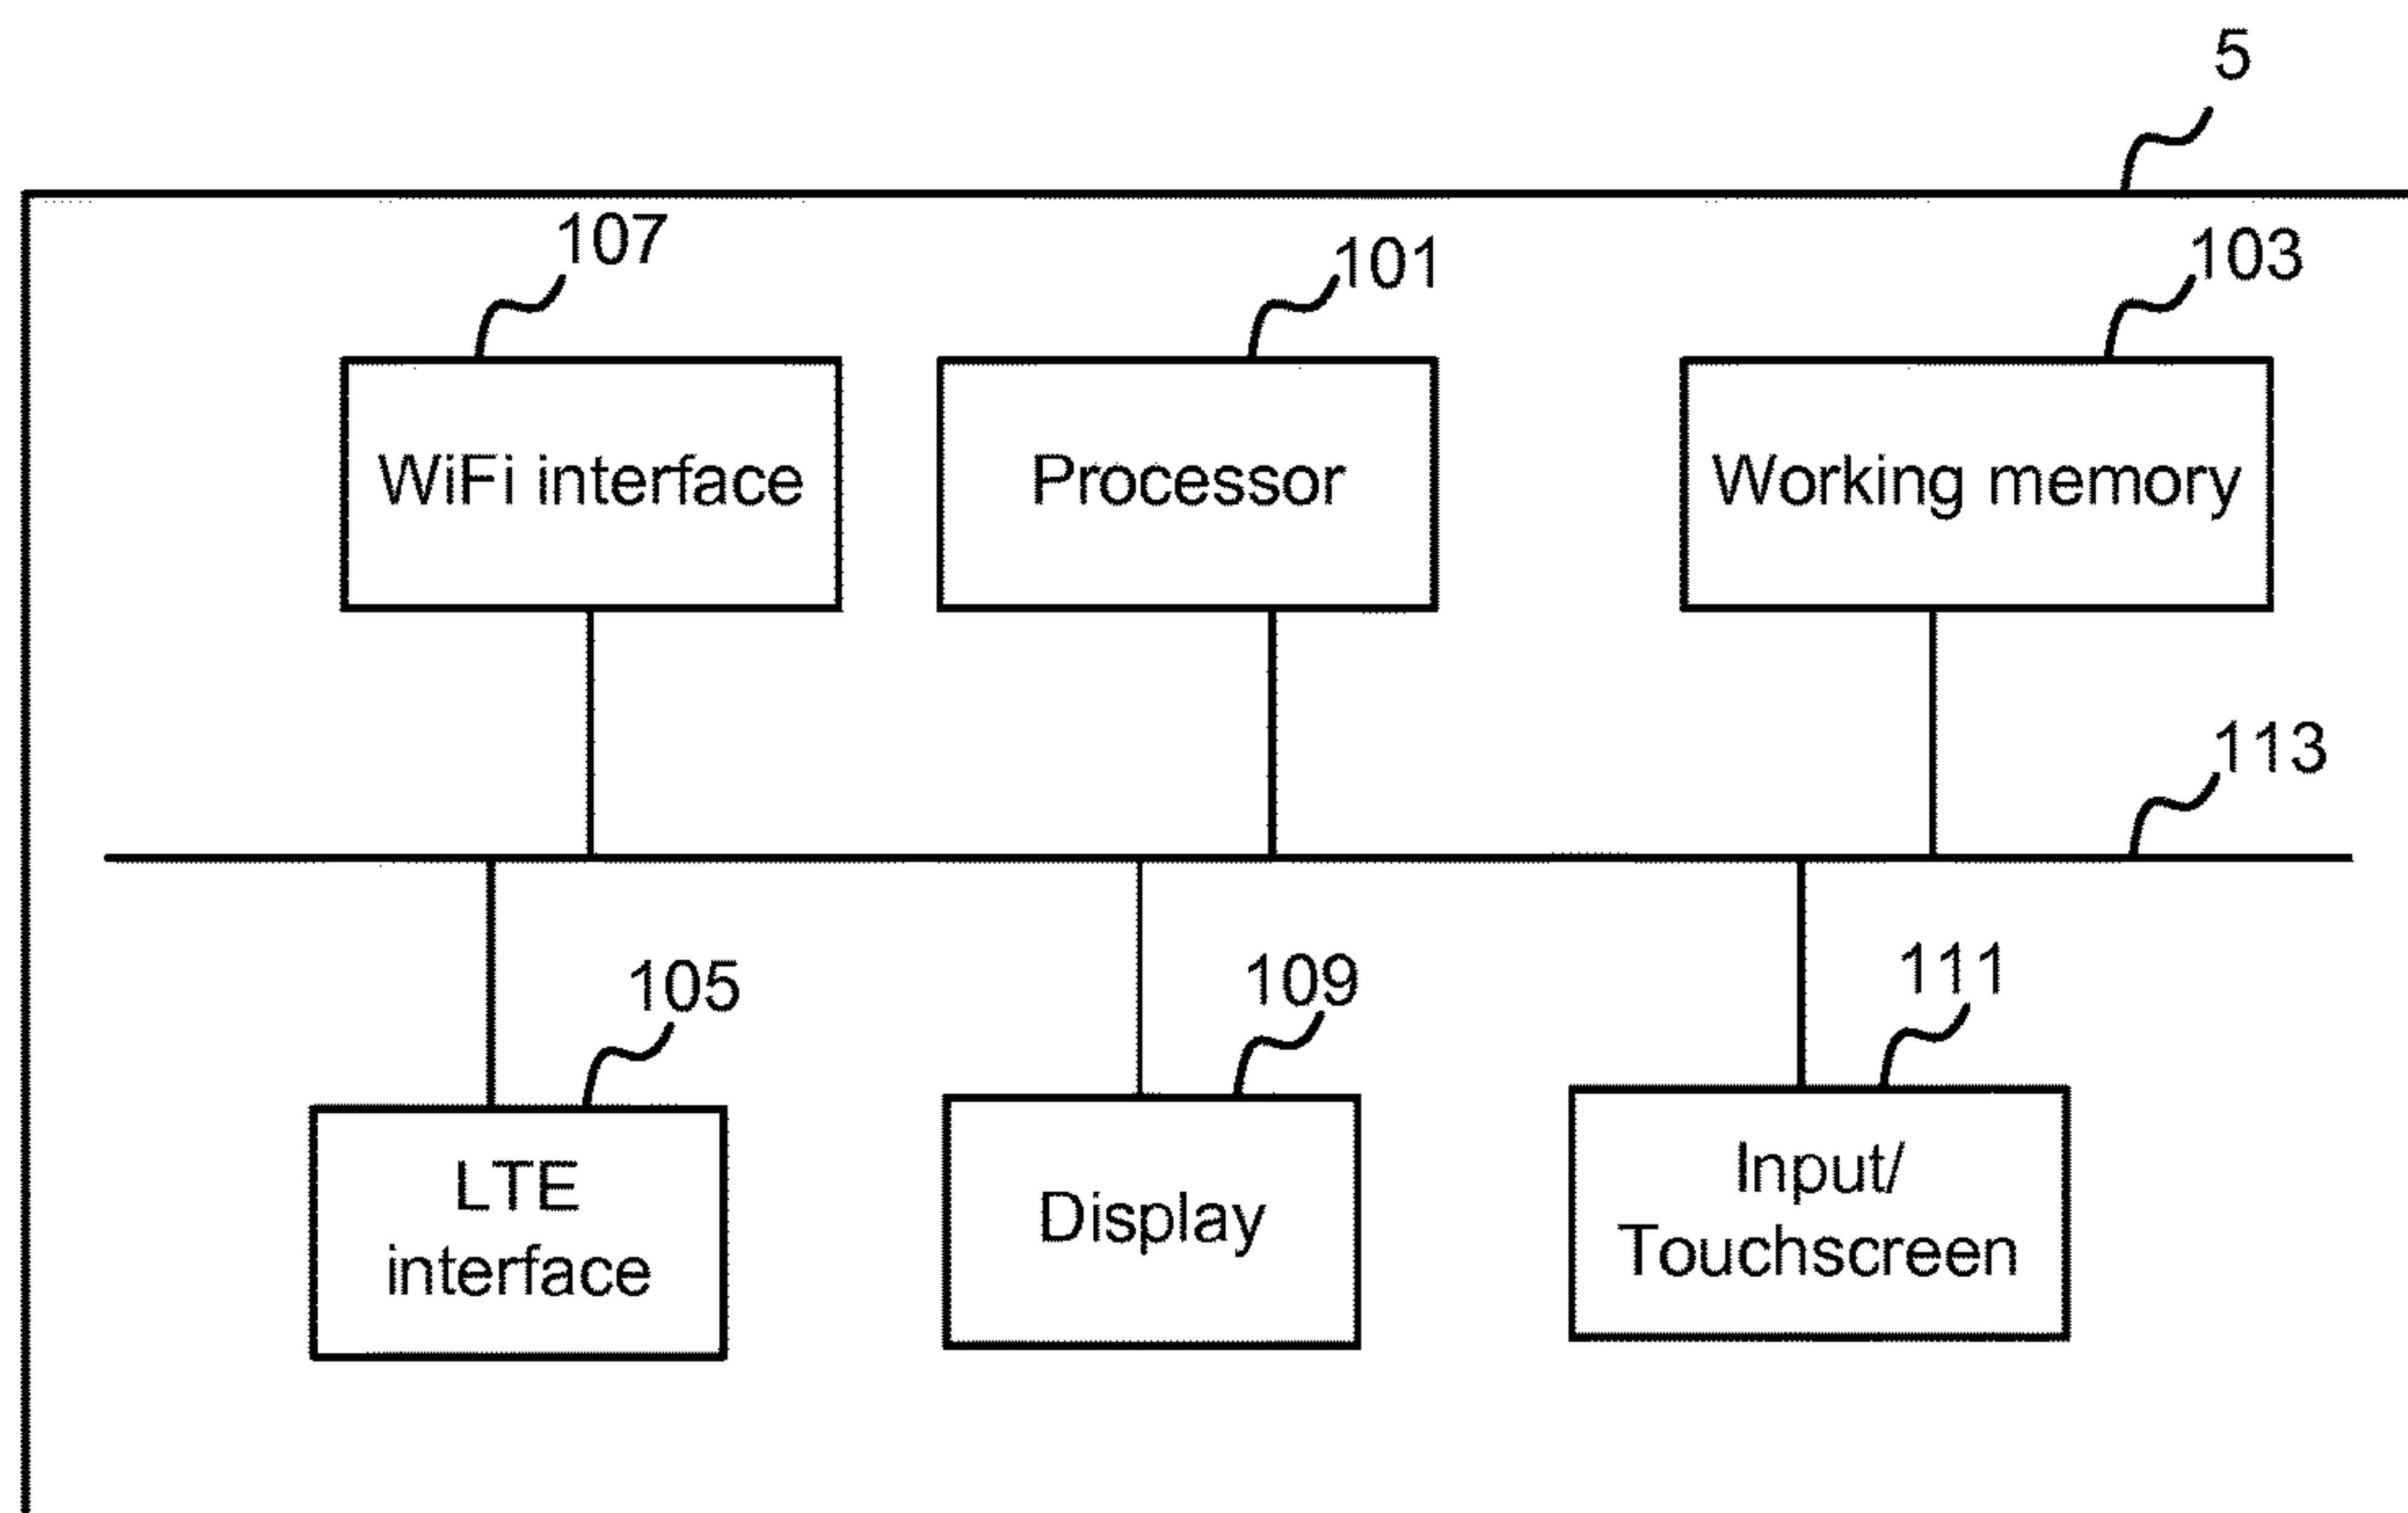 5
107
101
103
WiFi interface
Processor
Working memory
113
105
109
111
LTE
interface
Display
Input/
Touchscreen